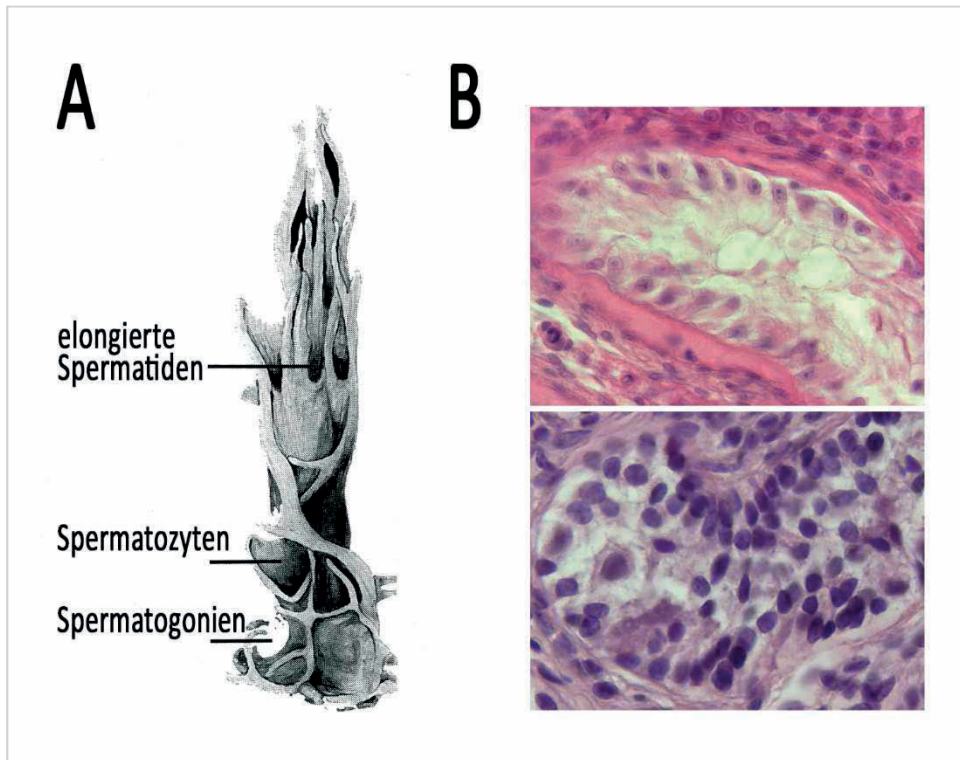 A
B
elongierte
Spermatiden
Spermatozyten
Spermatogonien